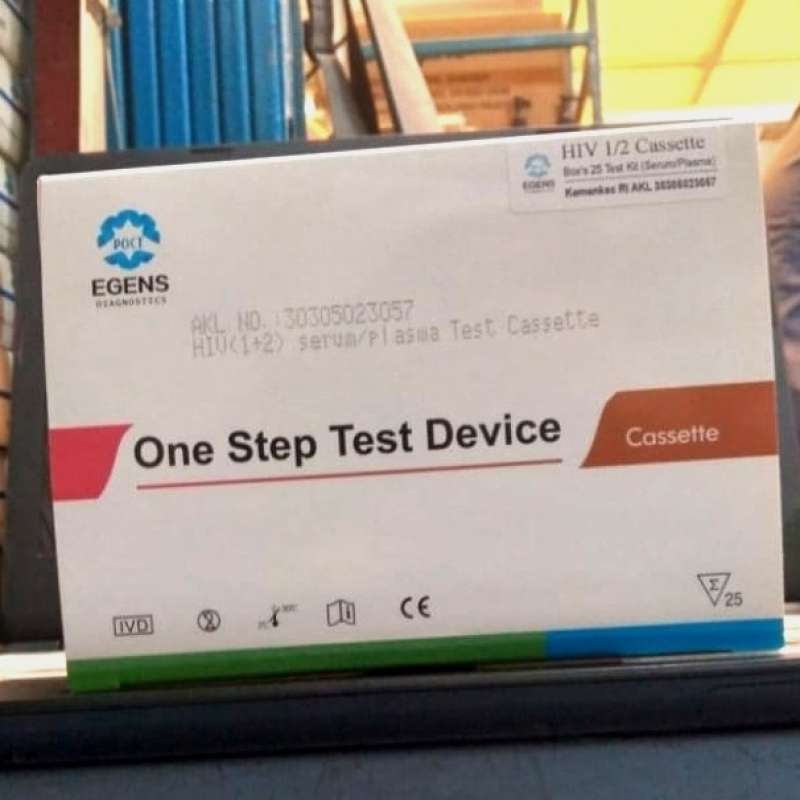 HIV 1/2 Cassette
Box's 25 Test Kit (Serum/Plasma)
EGENS
Kemenkes RI AKL 30305023057
POCT
EGENS
DIAGNOSTICS
AKL NO.:30305023057
HIV(1+2) serum/plasma Test Cassette
One Step Test Device
Cassette
IVD
2
CE
Σ
25